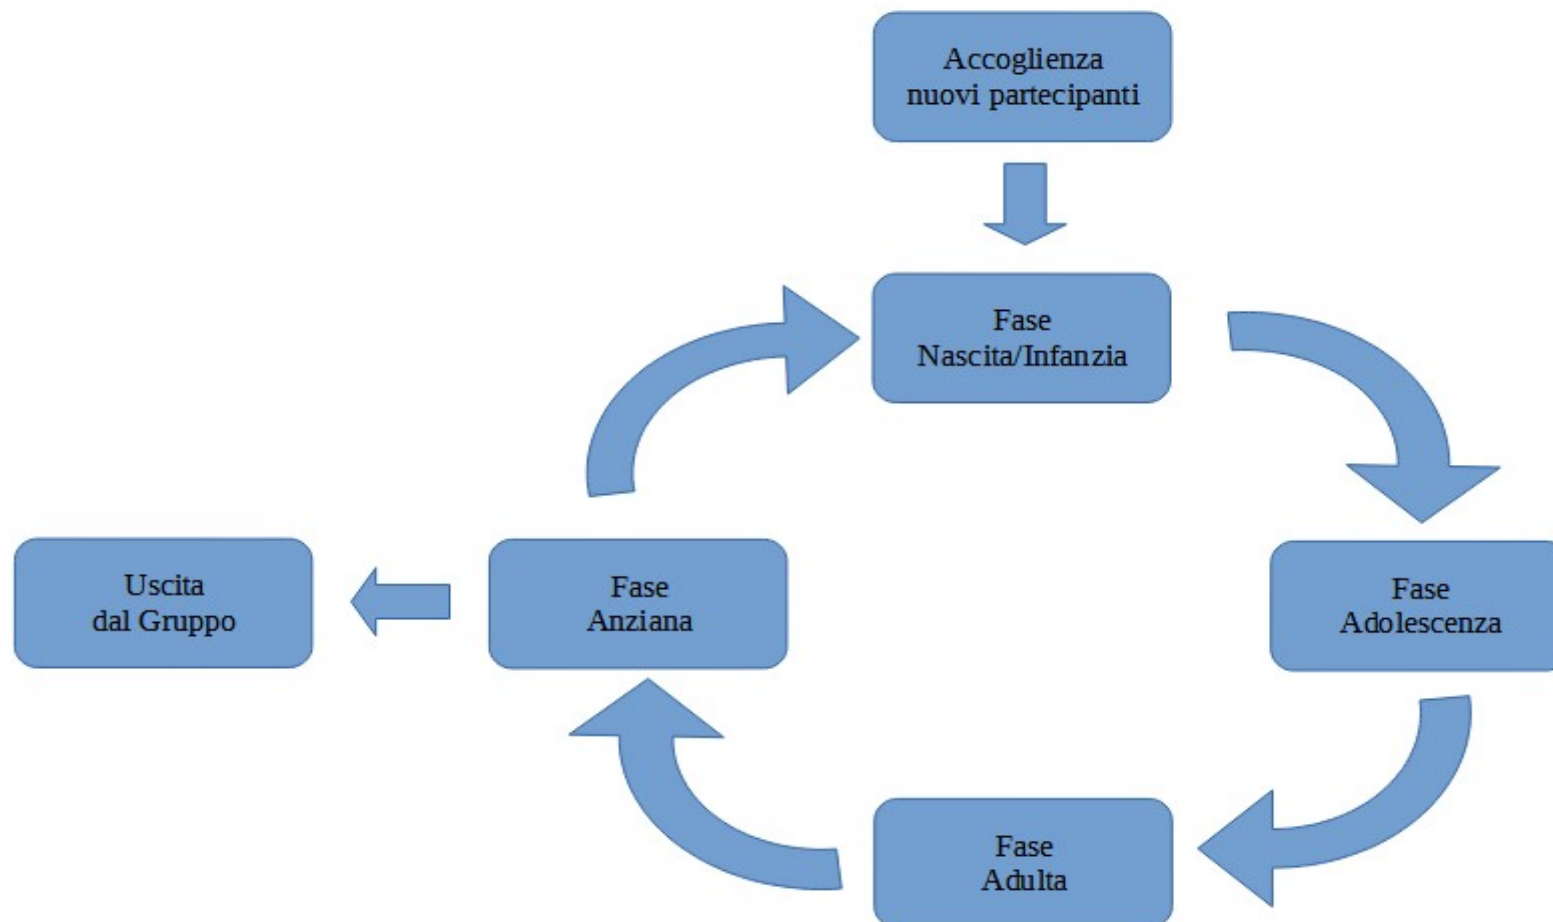 Accoglienza
nuovi partecipanti
Fase
Nascita/Infanzia
Fase
Adolescenza
Fase
Adulta
Fase
Anziana
Uscita
dal Gruppo